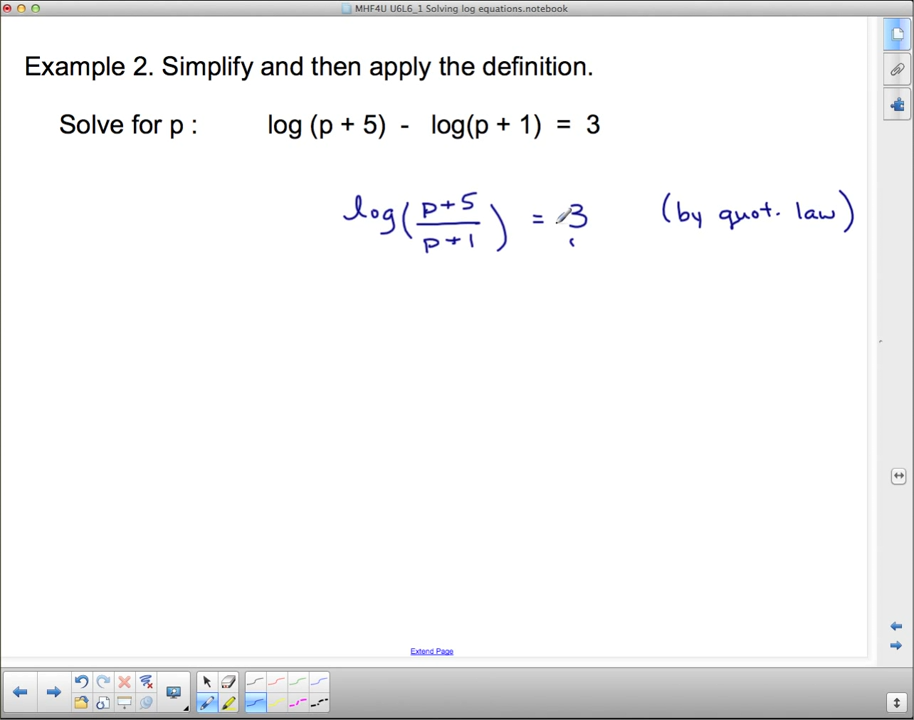 MHF4U U6L6_1 Solving log equations.notebook
Example 2. Simplify and then apply the definition.
Solve for p :   log (p + 5) -  log(p + 1) = 3
log(p+5/p+1) = 3   (by quot. law)
Extend Page